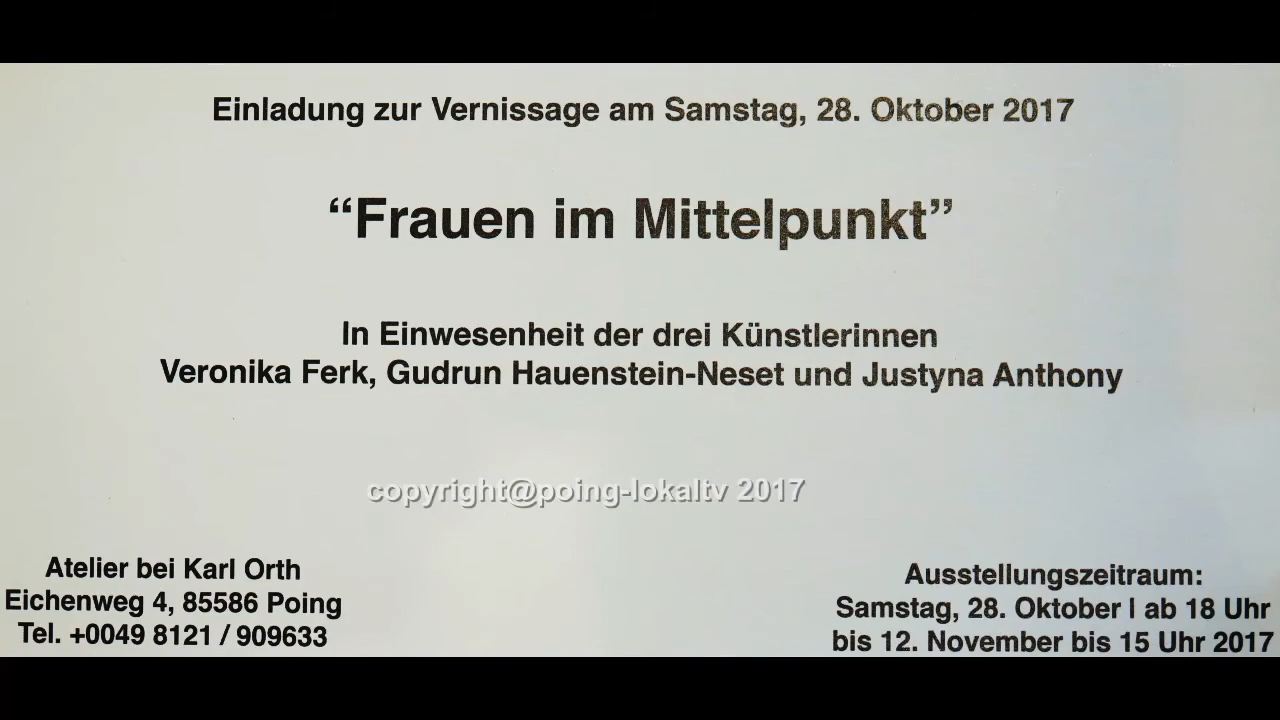 Einladung zur Vernissage am Samstag, 28. Oktober 2017
“Frauen im Mittelpunkt”
In Einwesenheit der drei Künstlerinnen
Veronika Ferk, Gudrun Hauenstein-Neset und Justyna Anthony
copyright@poing-lokaltv 2017
Atelier bei Karl Orth
Eichenweg 4, 85586 Poing
Tel. +0049 8121 / 909633
Ausstellungszeitraum:
Samstag, 28. Oktober | ab 18 Uhr
bis 12. November bis 15 Uhr 2017